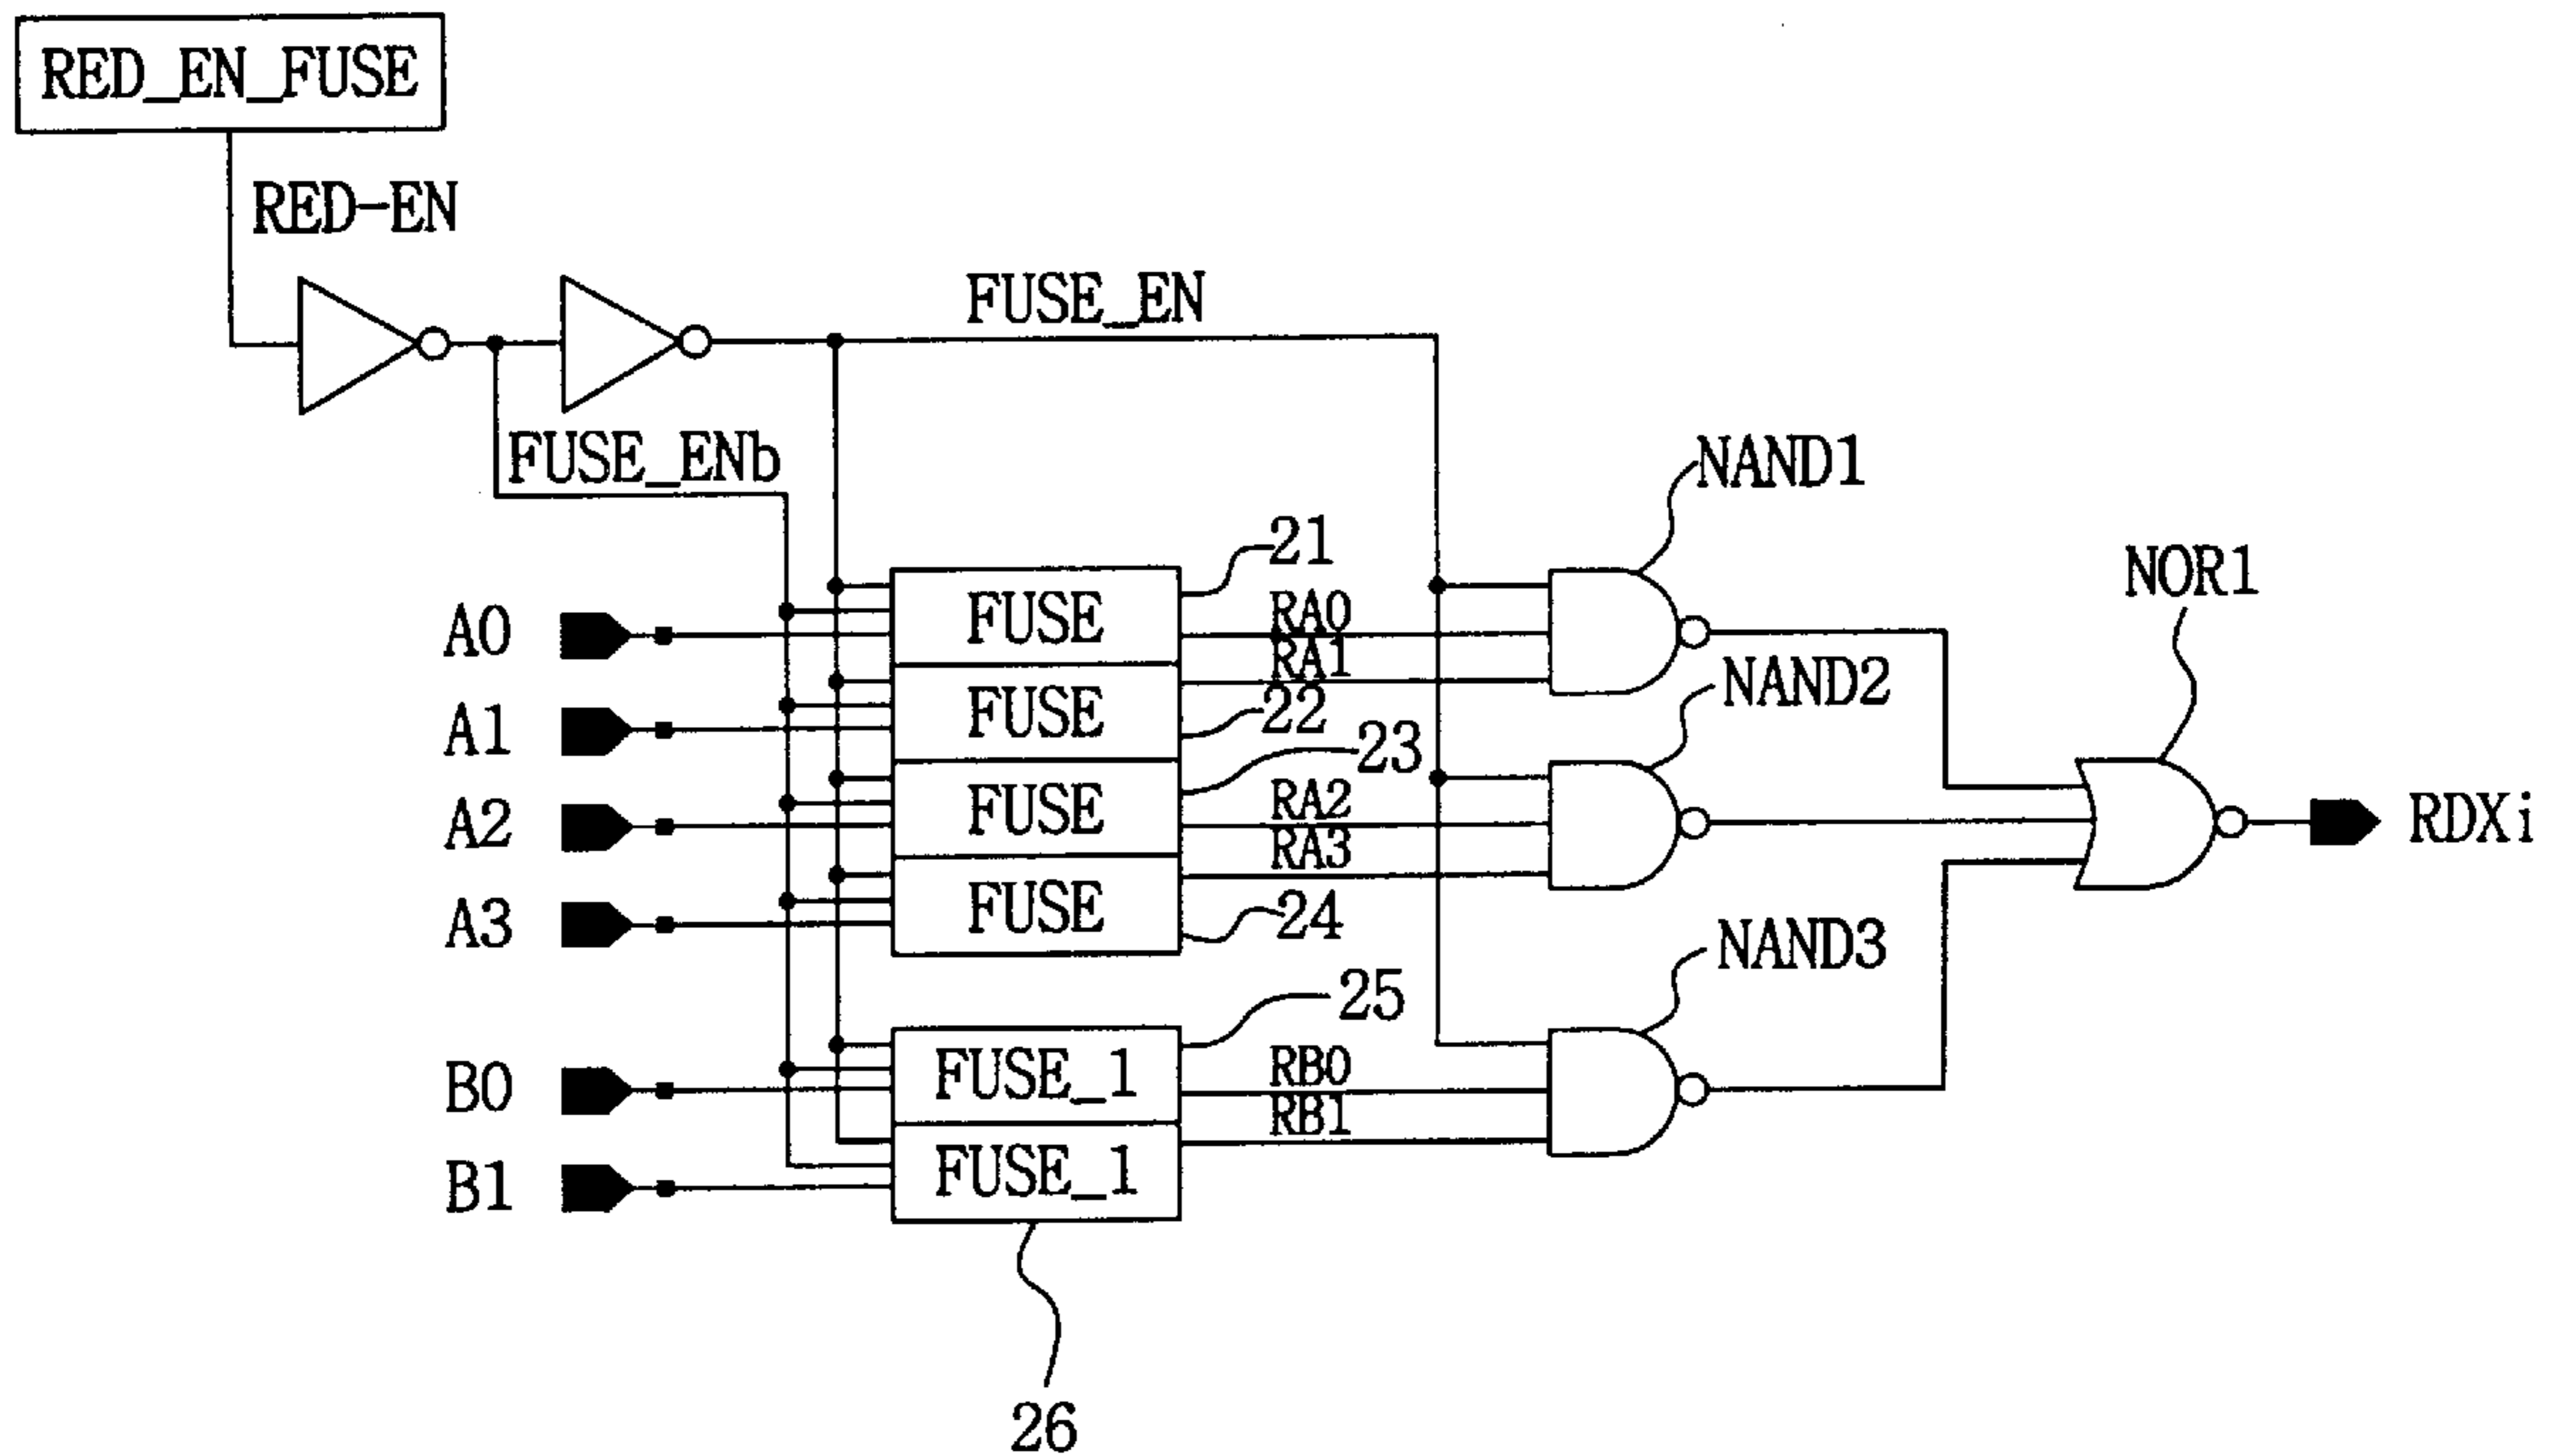 RED_EN_FUSE
RED-EN
FUSE_EN
FUSE_ENb
NAND1
21
NOR1
A0
FUSE
RA0
RA1
NAND2
A1
FUSE
22
23
A2
FUSE
RA2
RDXi
RA3
A3
FUSE
24
NAND3
25
B0
FUSE_1
RB0
RB1
B1
FUSE_1
26